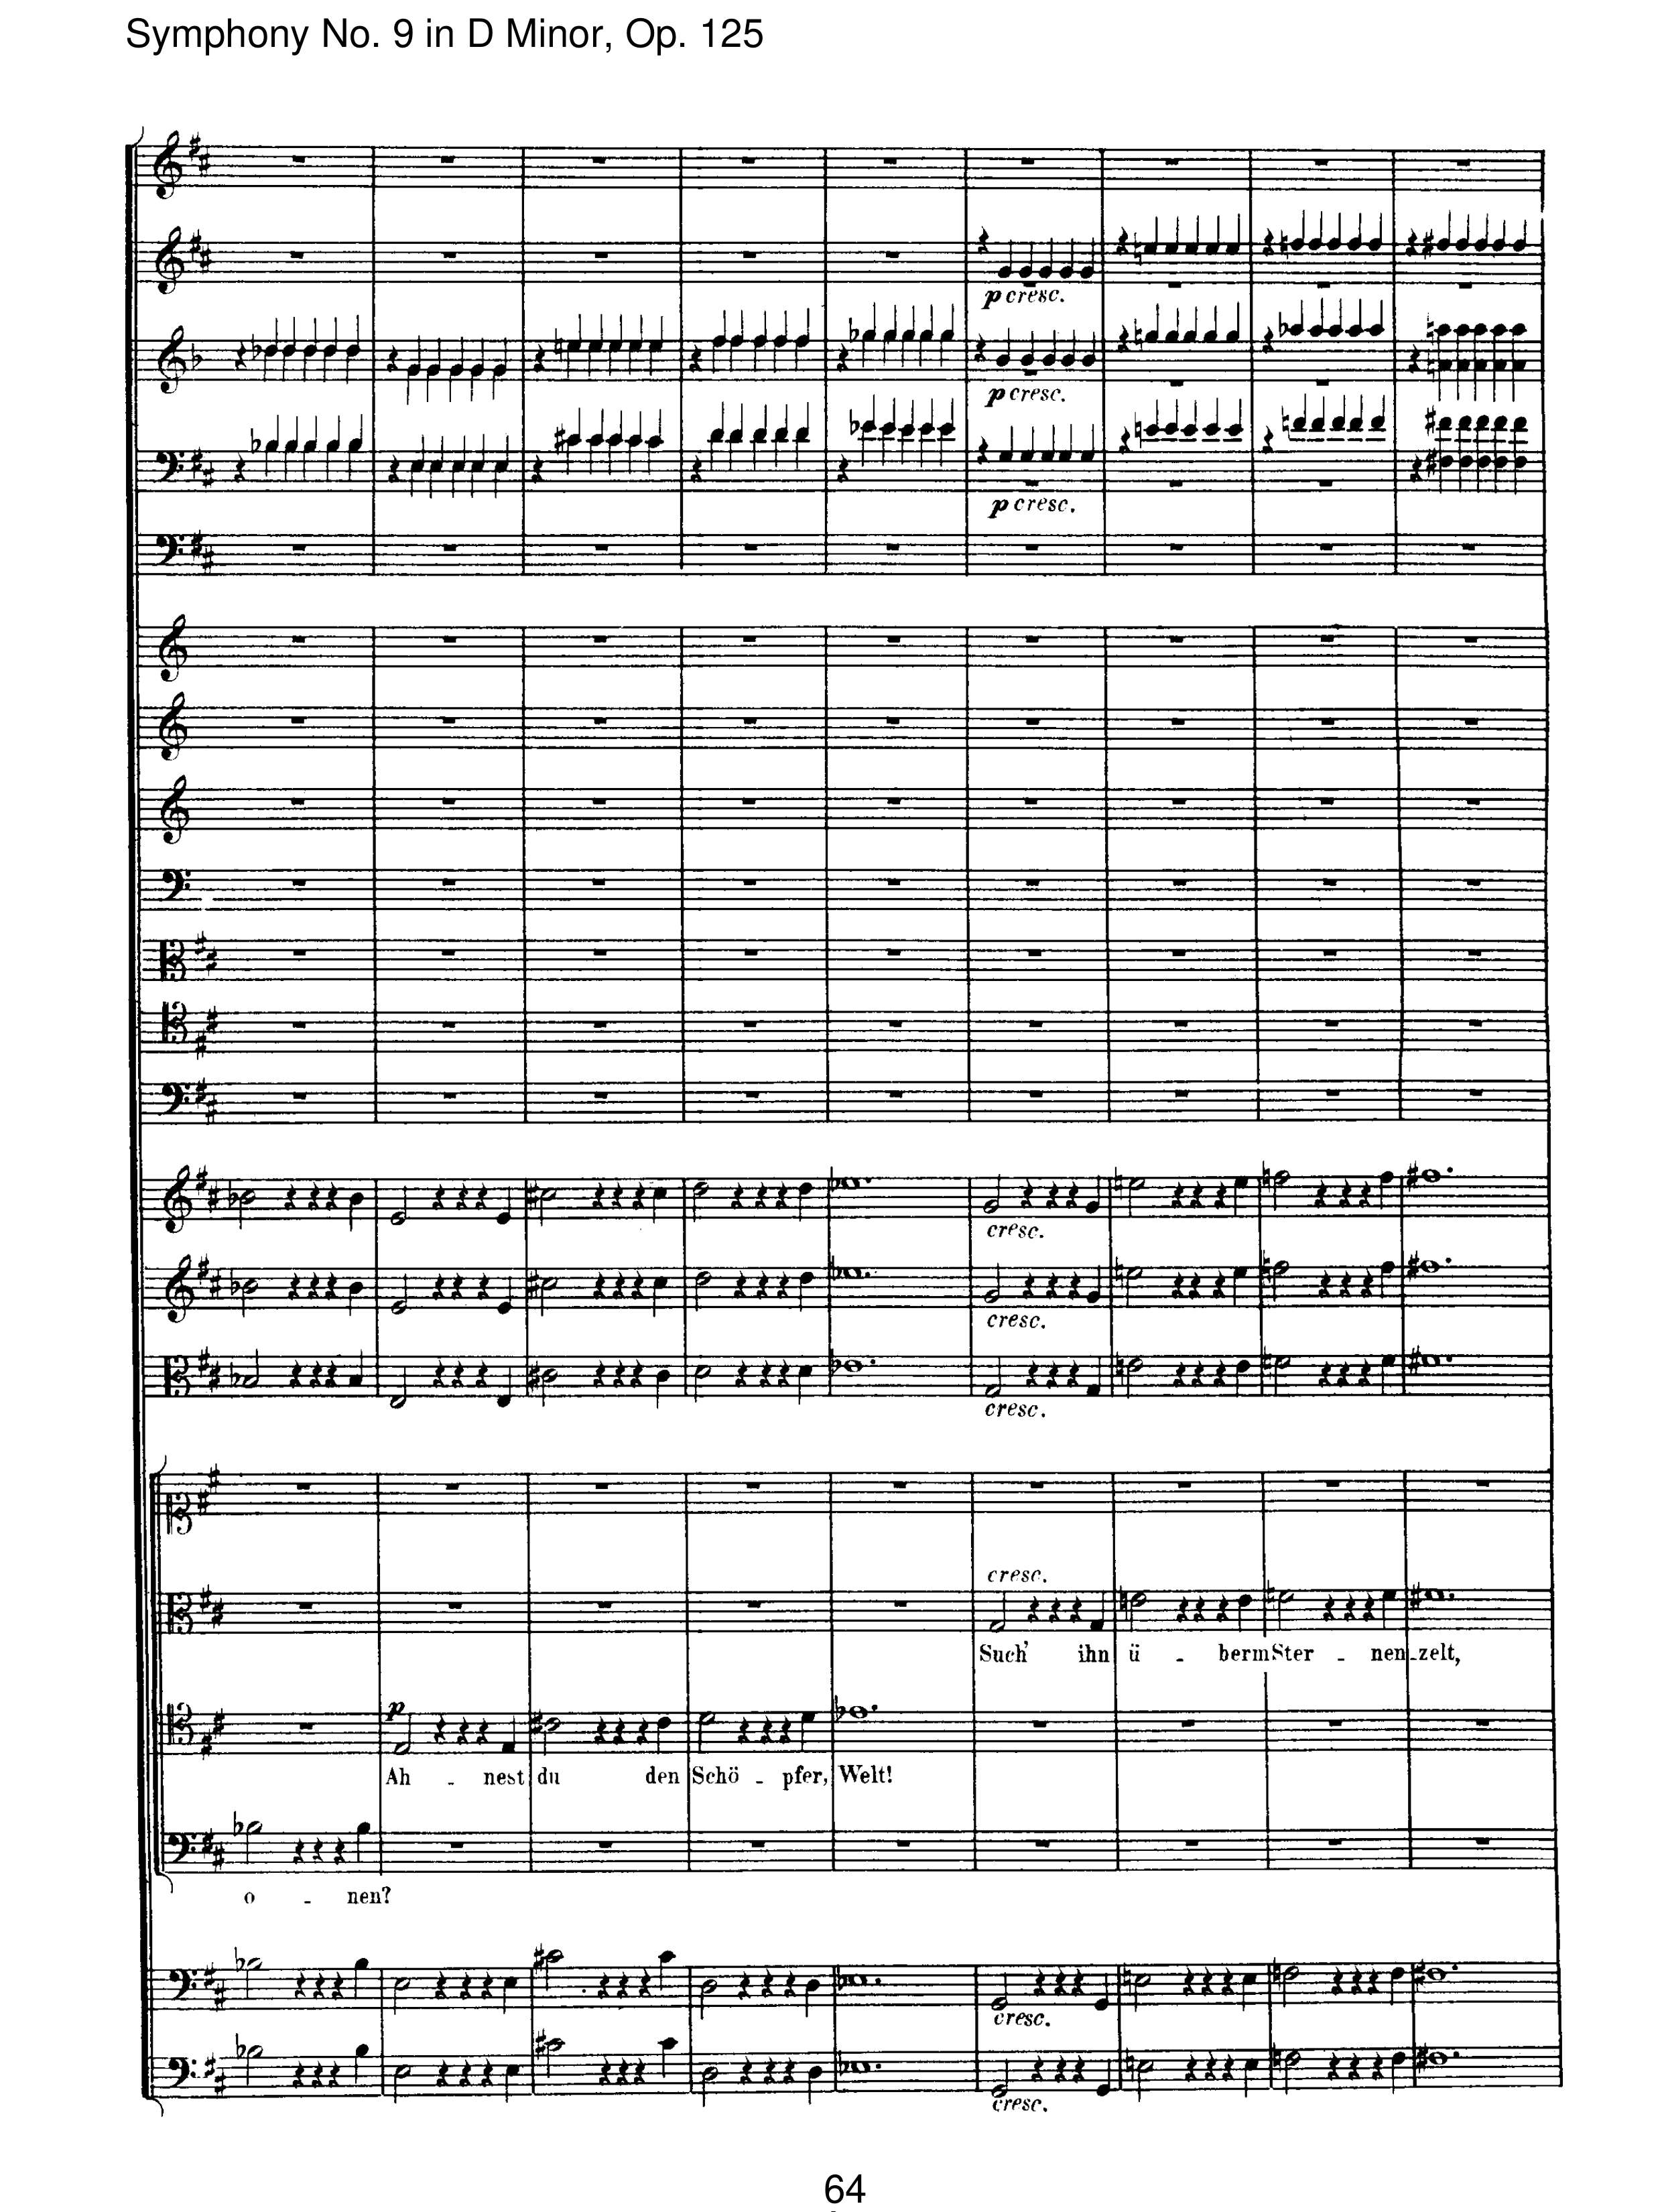 Symphony No. 9 in D Minor, Op. 125
p cresc.
p cresc.
p cresc.
cresc.
cresc.
cresc.
cresc.
Such' ihn ü - berm Ster - nen - zelt,
p
Ah - nest du den Schö - pfer, Welt!
o - nen?
cresc.
cresc.
64